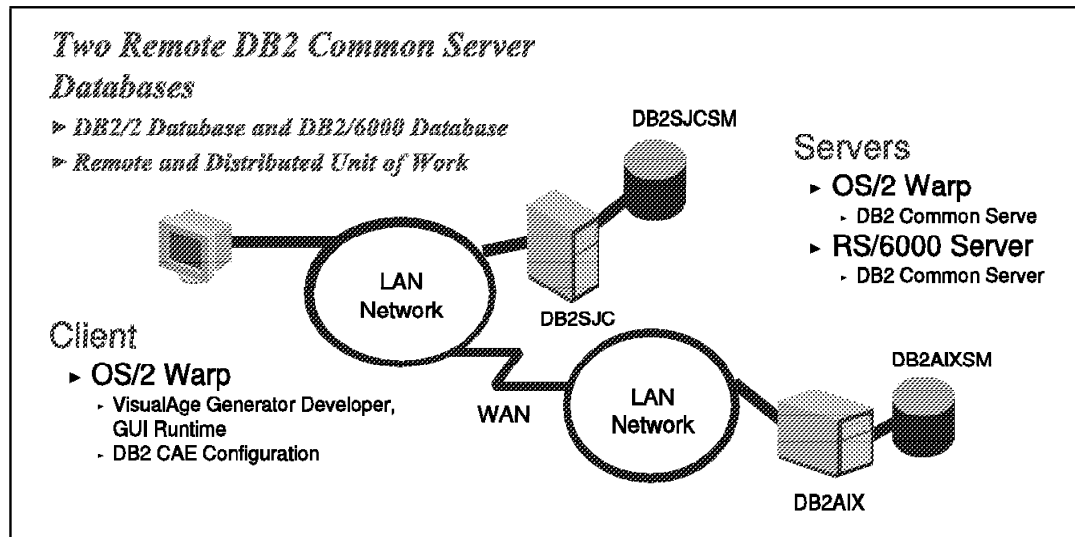 Two Remote DB2 Common Server
Databases
► DB2/2 Database and DB2/6000 Database
► Remote and Distributed Unit of Work
DB2SJCSM
Servers
► OS/2 Warp
► DB2 Common Serve
► RS/6000 Server
► DB2 Common Server
LAN
Network
DB2SJC
Client
► OS/2 Warp
► VisualAge Generator Developer,
GUI Runtime
► DB2 CAE Configuration
WAN
LAN
Network
DB2AIXSM
DB2AIX